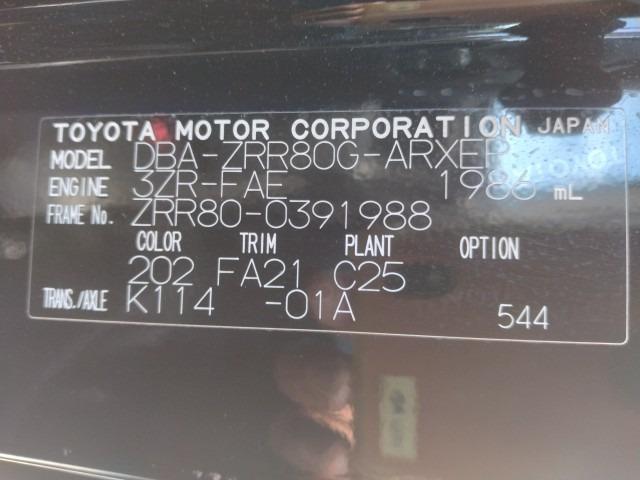 TOYOTA MOTOR CORPORATION JAPAN
MODEL DBA-ZRR80G-ARXEP
ENGINE 3ZR-FAE 1986 mL
FRAME No. ZRR80-0391988
COLOR TRIM PLANT OPTION
202 FA21 C25
TRANS./AXLE K114 -01A 544